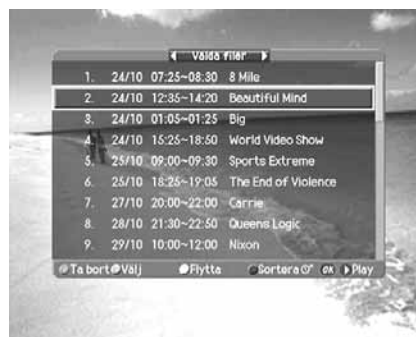 Valda filer
1. 24/10 07:25~08:30 8 Mile
2. 24/10 12:35~14:20 Beautiful Mind
3. 24/10 01:05~01:25 Big
4. 24/10 15:25~18:50 World Video Show
5. 25/10 09:00~09:30 Sports Extreme
6. 25/10 18:25~19:05 The End of Violence
7. 27/10 20:00~22:00 Carrie
8. 28/10 21:30~22:50 Queens Logic
9. 29/10 10:00~12:00 Nixon
Ta bort Välj Flytta Sortera OK Play